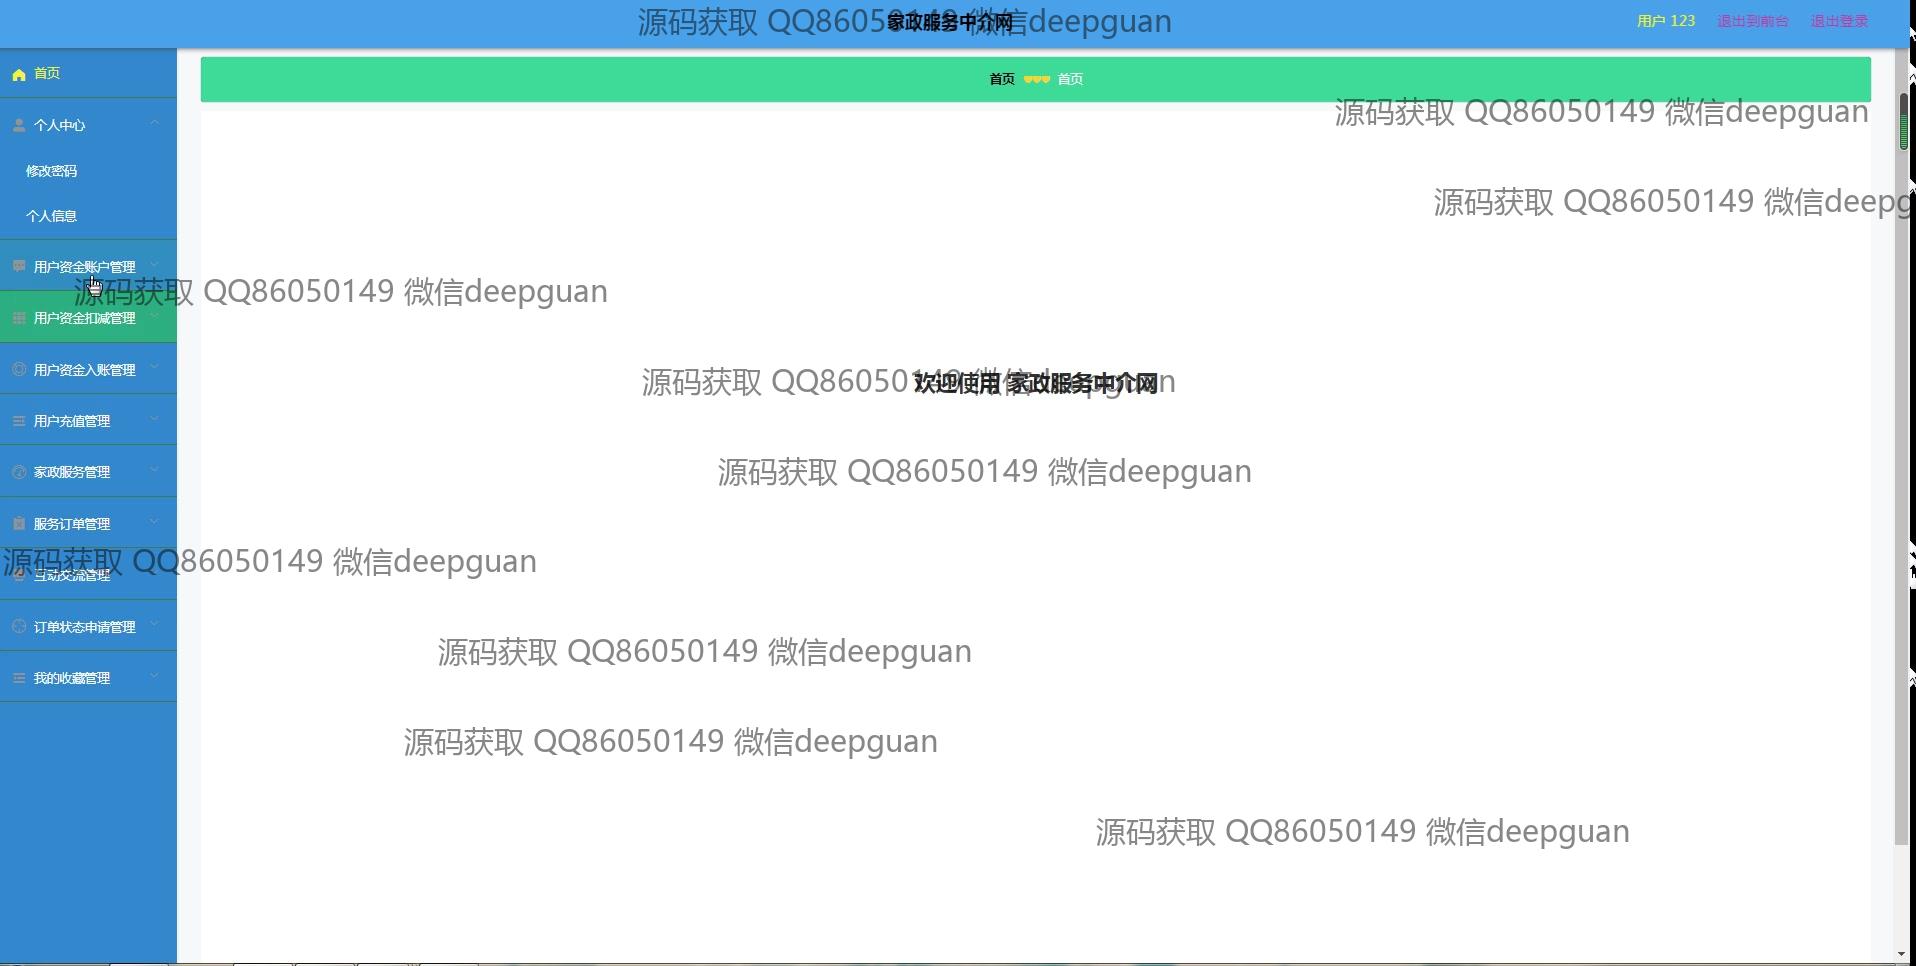 源码获取 QQ86050149 微信deepguan
家政服务中介网
用户 123 退出到前台 退出登录
首页
首页 首页
源码获取 QQ86050149 微信deepguan
个人中心
修改密码
源码获取 QQ86050149 微信deepg
个人信息
用户资金账户管理
源码获取 QQ86050149 微信deepguan
用户资金扣减管理
用户资金入账管理
源码获取 QQ86050149 微信deepguan
欢迎使用 家政服务中介网
用户充值管理
家政服务管理
源码获取 QQ86050149 微信deepguan
服务订单管理
源码获取 QQ86050149 微信deepguan
互动交流管理
订单状态申请管理
源码获取 QQ86050149 微信deepguan
我的收藏管理
源码获取 QQ86050149 微信deepguan
源码获取 QQ86050149 微信deepguan